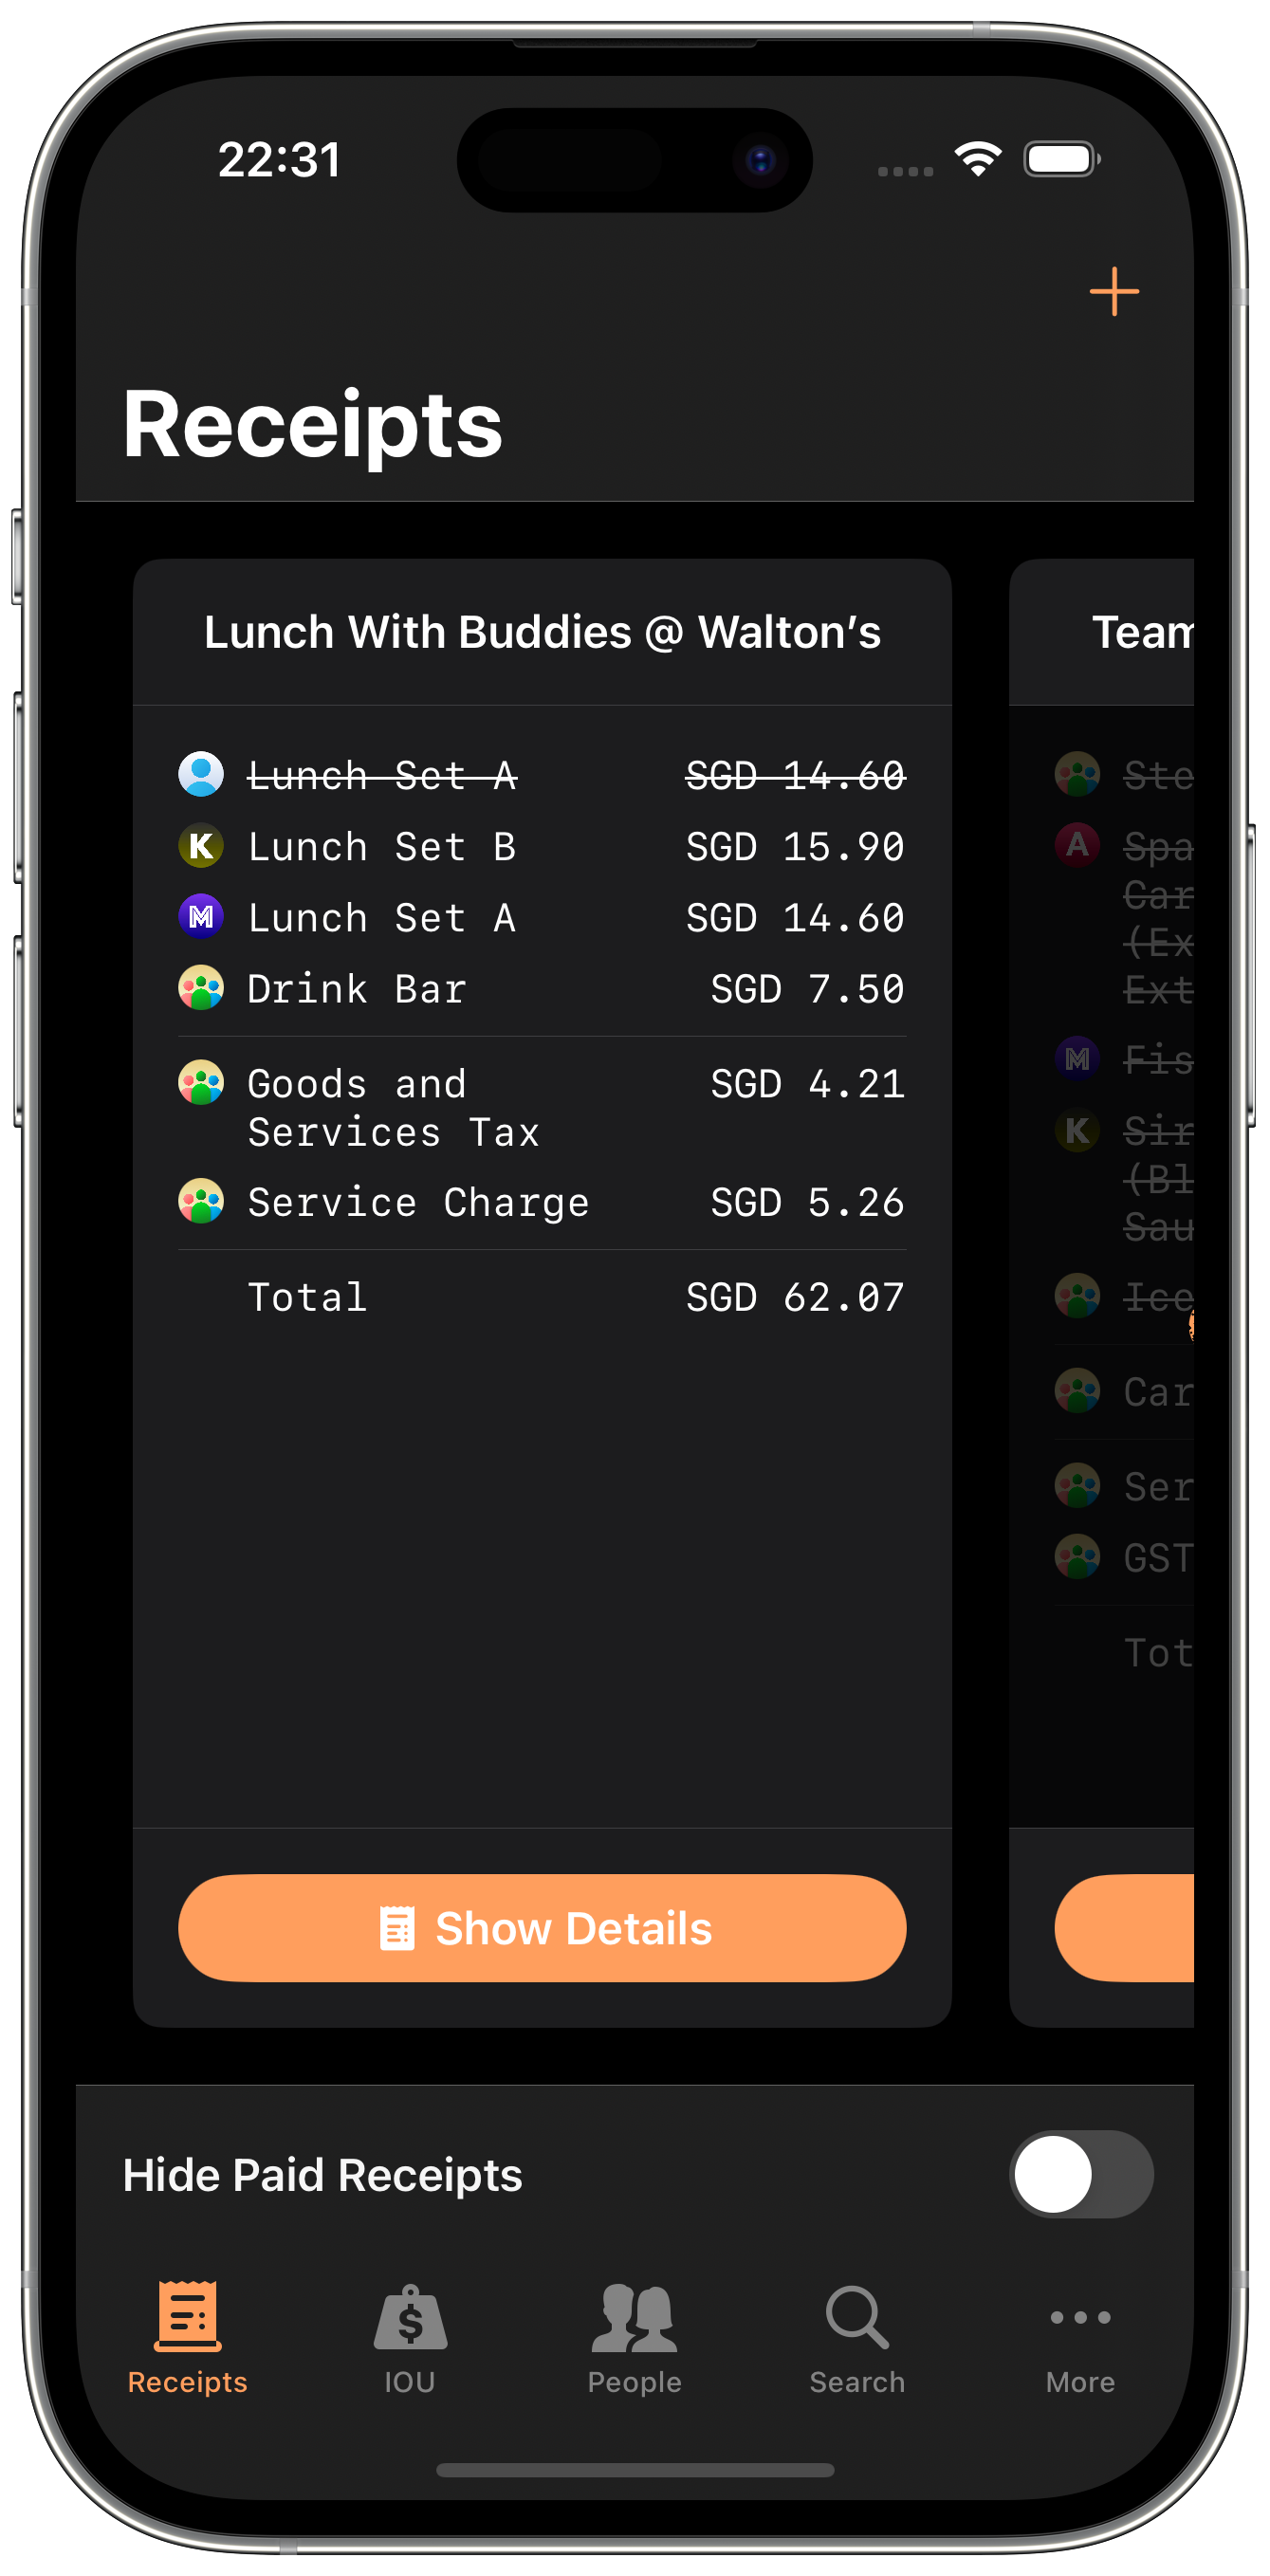 22:31
Receipts
Lunch With Buddies @ Walton’s
Lunch Set A SGD 14.60
K Lunch Set B SGD 15.90
M Lunch Set A SGD 14.60
Drink Bar SGD 7.50
Goods and SGD 4.21
Services Tax
Service Charge SGD 5.26
Total SGD 62.07
Show Details
Team
Ste
A Spa
Car
(Ex
Ext
M Fis
K Sir
(Bl
Sau
Ice
Car
Ser
GST
Tot
Hide Paid Receipts
$
Receipts IOU People Search More